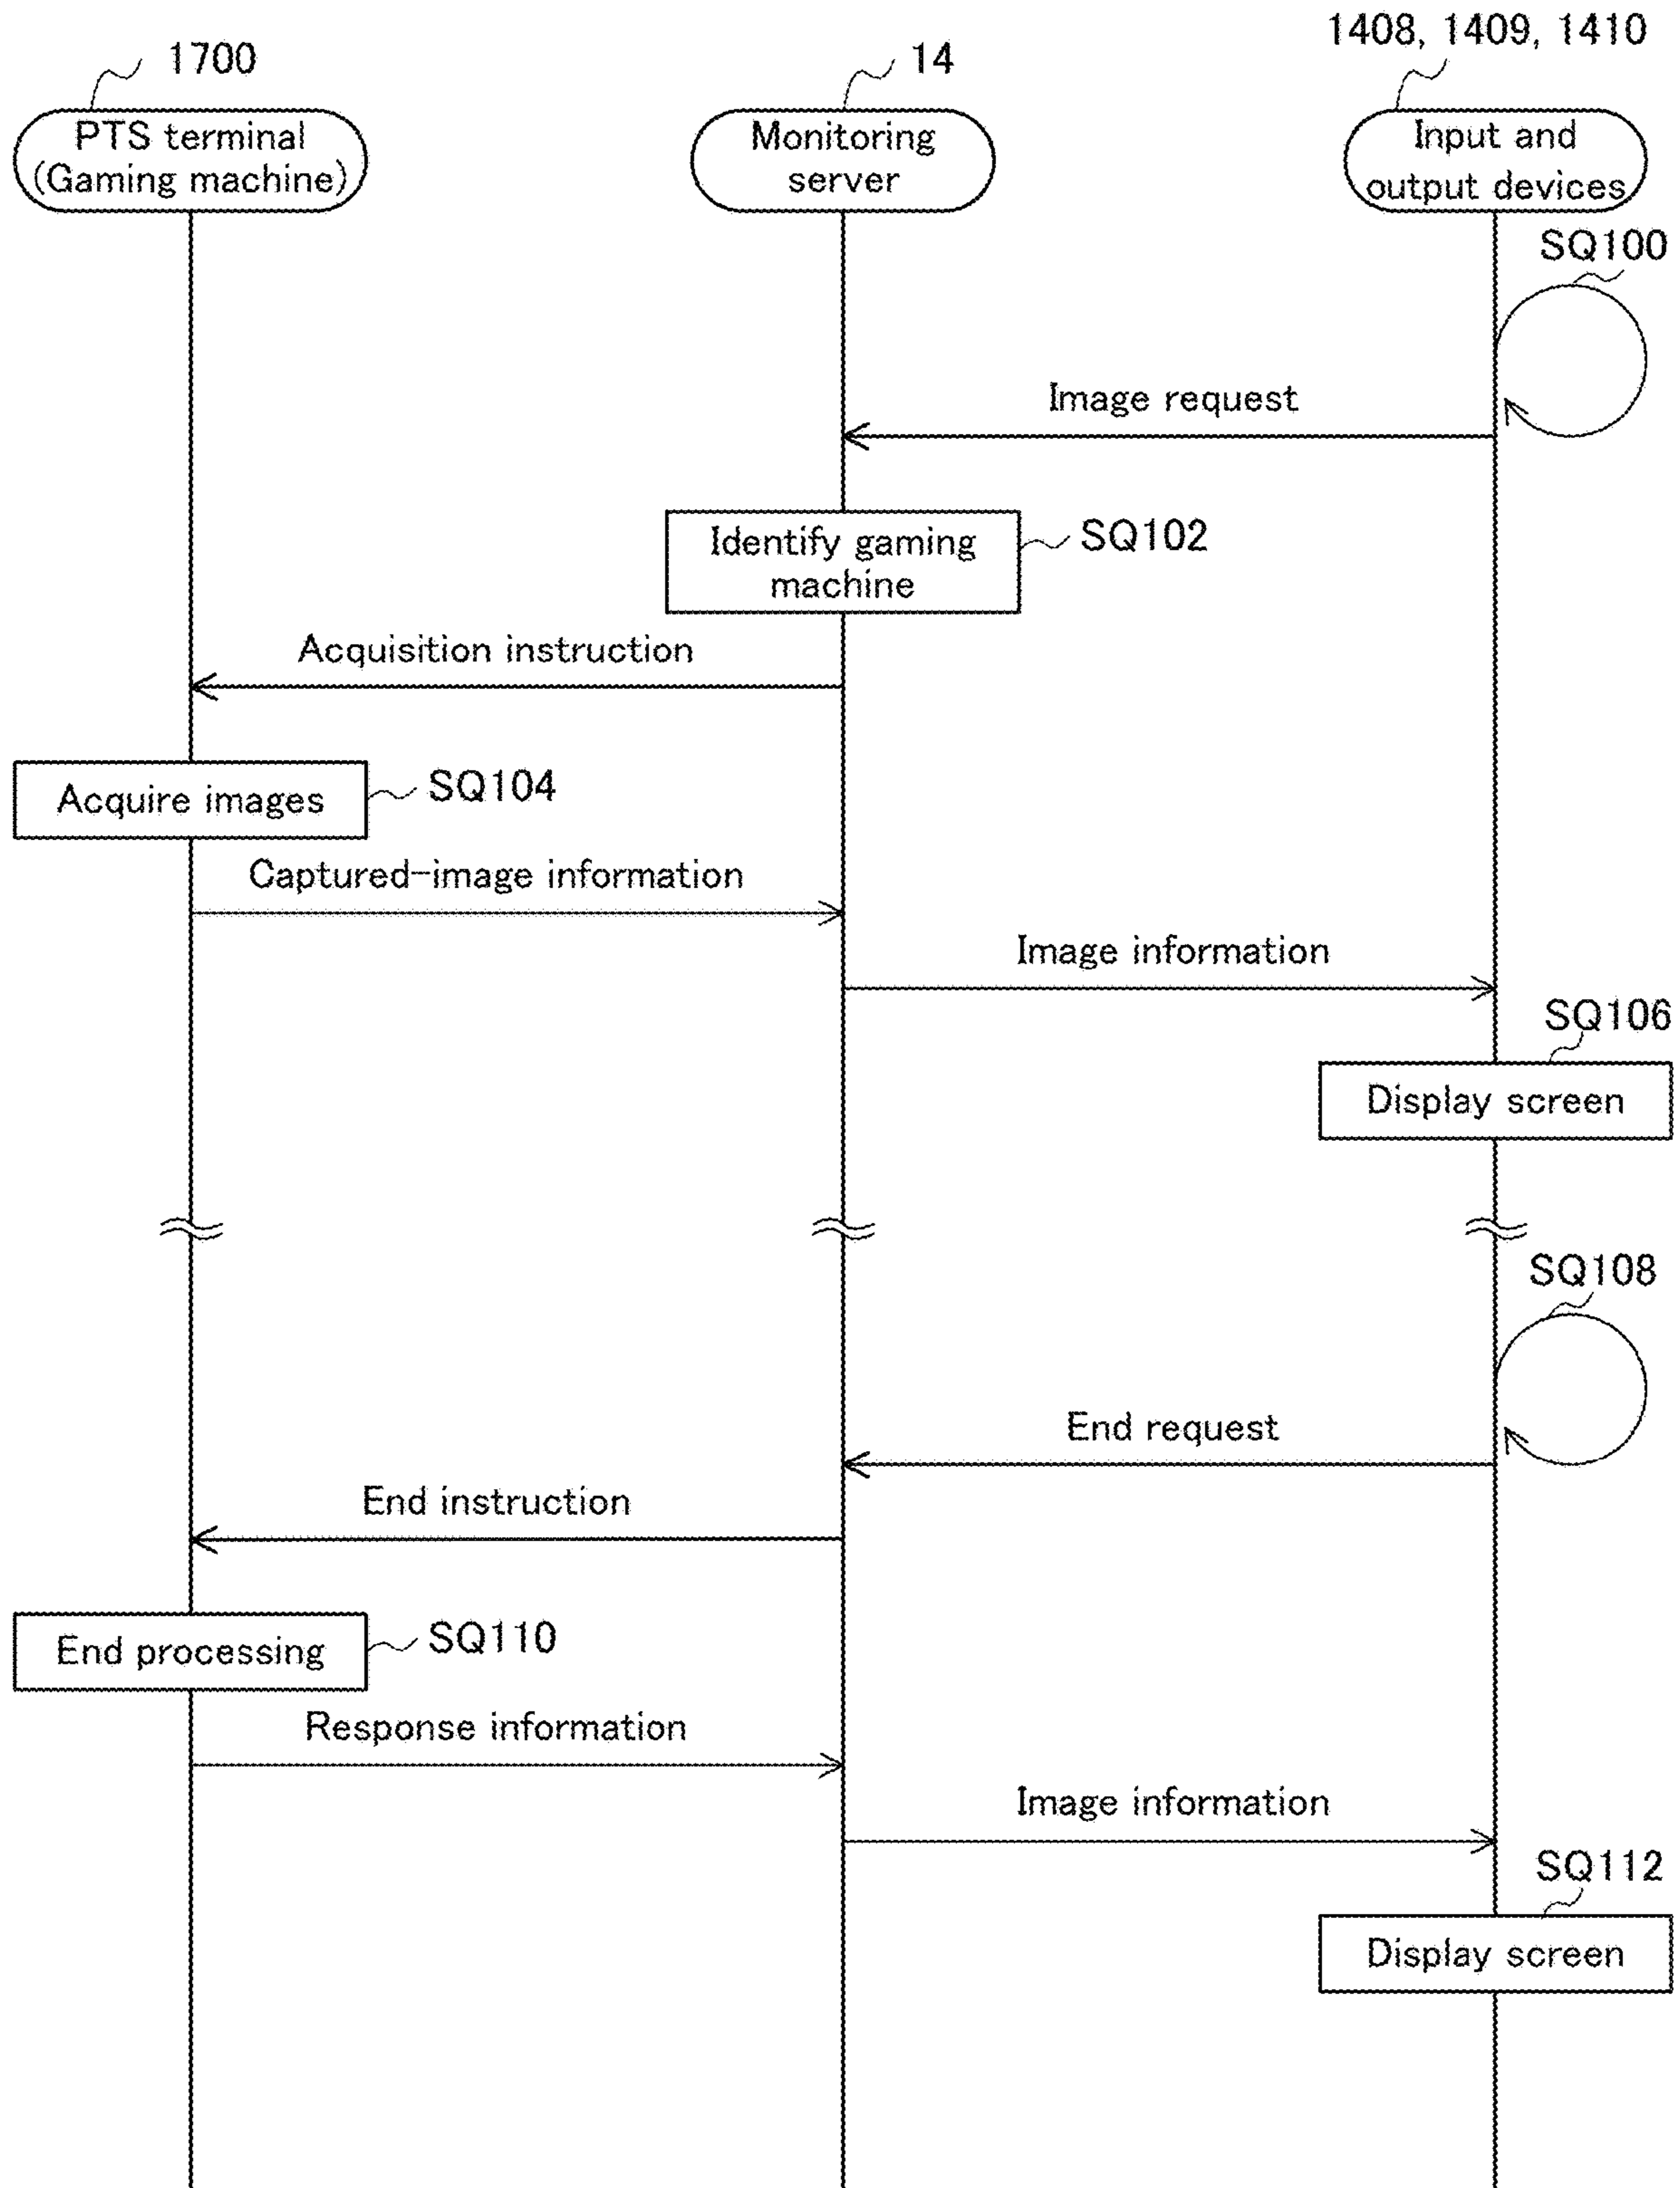 1700
14
1408, 1409, 1410
PTS terminal
(Gaming machine)
Monitoring
server
Input and
output devices
SQ100
Image request
Identify gaming
machine
SQ102
Acquisition instruction
Acquire images
SQ104
Captured-image information
Image information
SQ106
Display screen
SQ108
End request
End instruction
End processing
SQ110
Response information
Image information
SQ112
Display screen